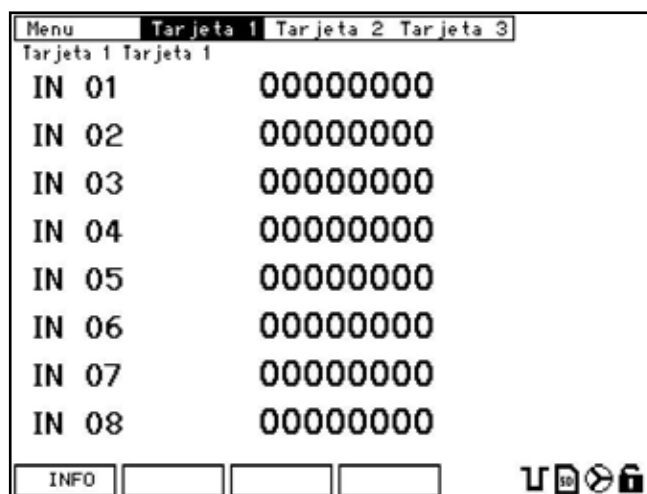 Menu Tarjeta 1 Tarjeta 2 Tarjeta 3
Tarjeta 1 Tarjeta 1
IN 01 00000000
IN 02 00000000
IN 03 00000000
IN 04 00000000
IN 05 00000000
IN 06 00000000
IN 07 00000000
IN 08 00000000
INFO SD